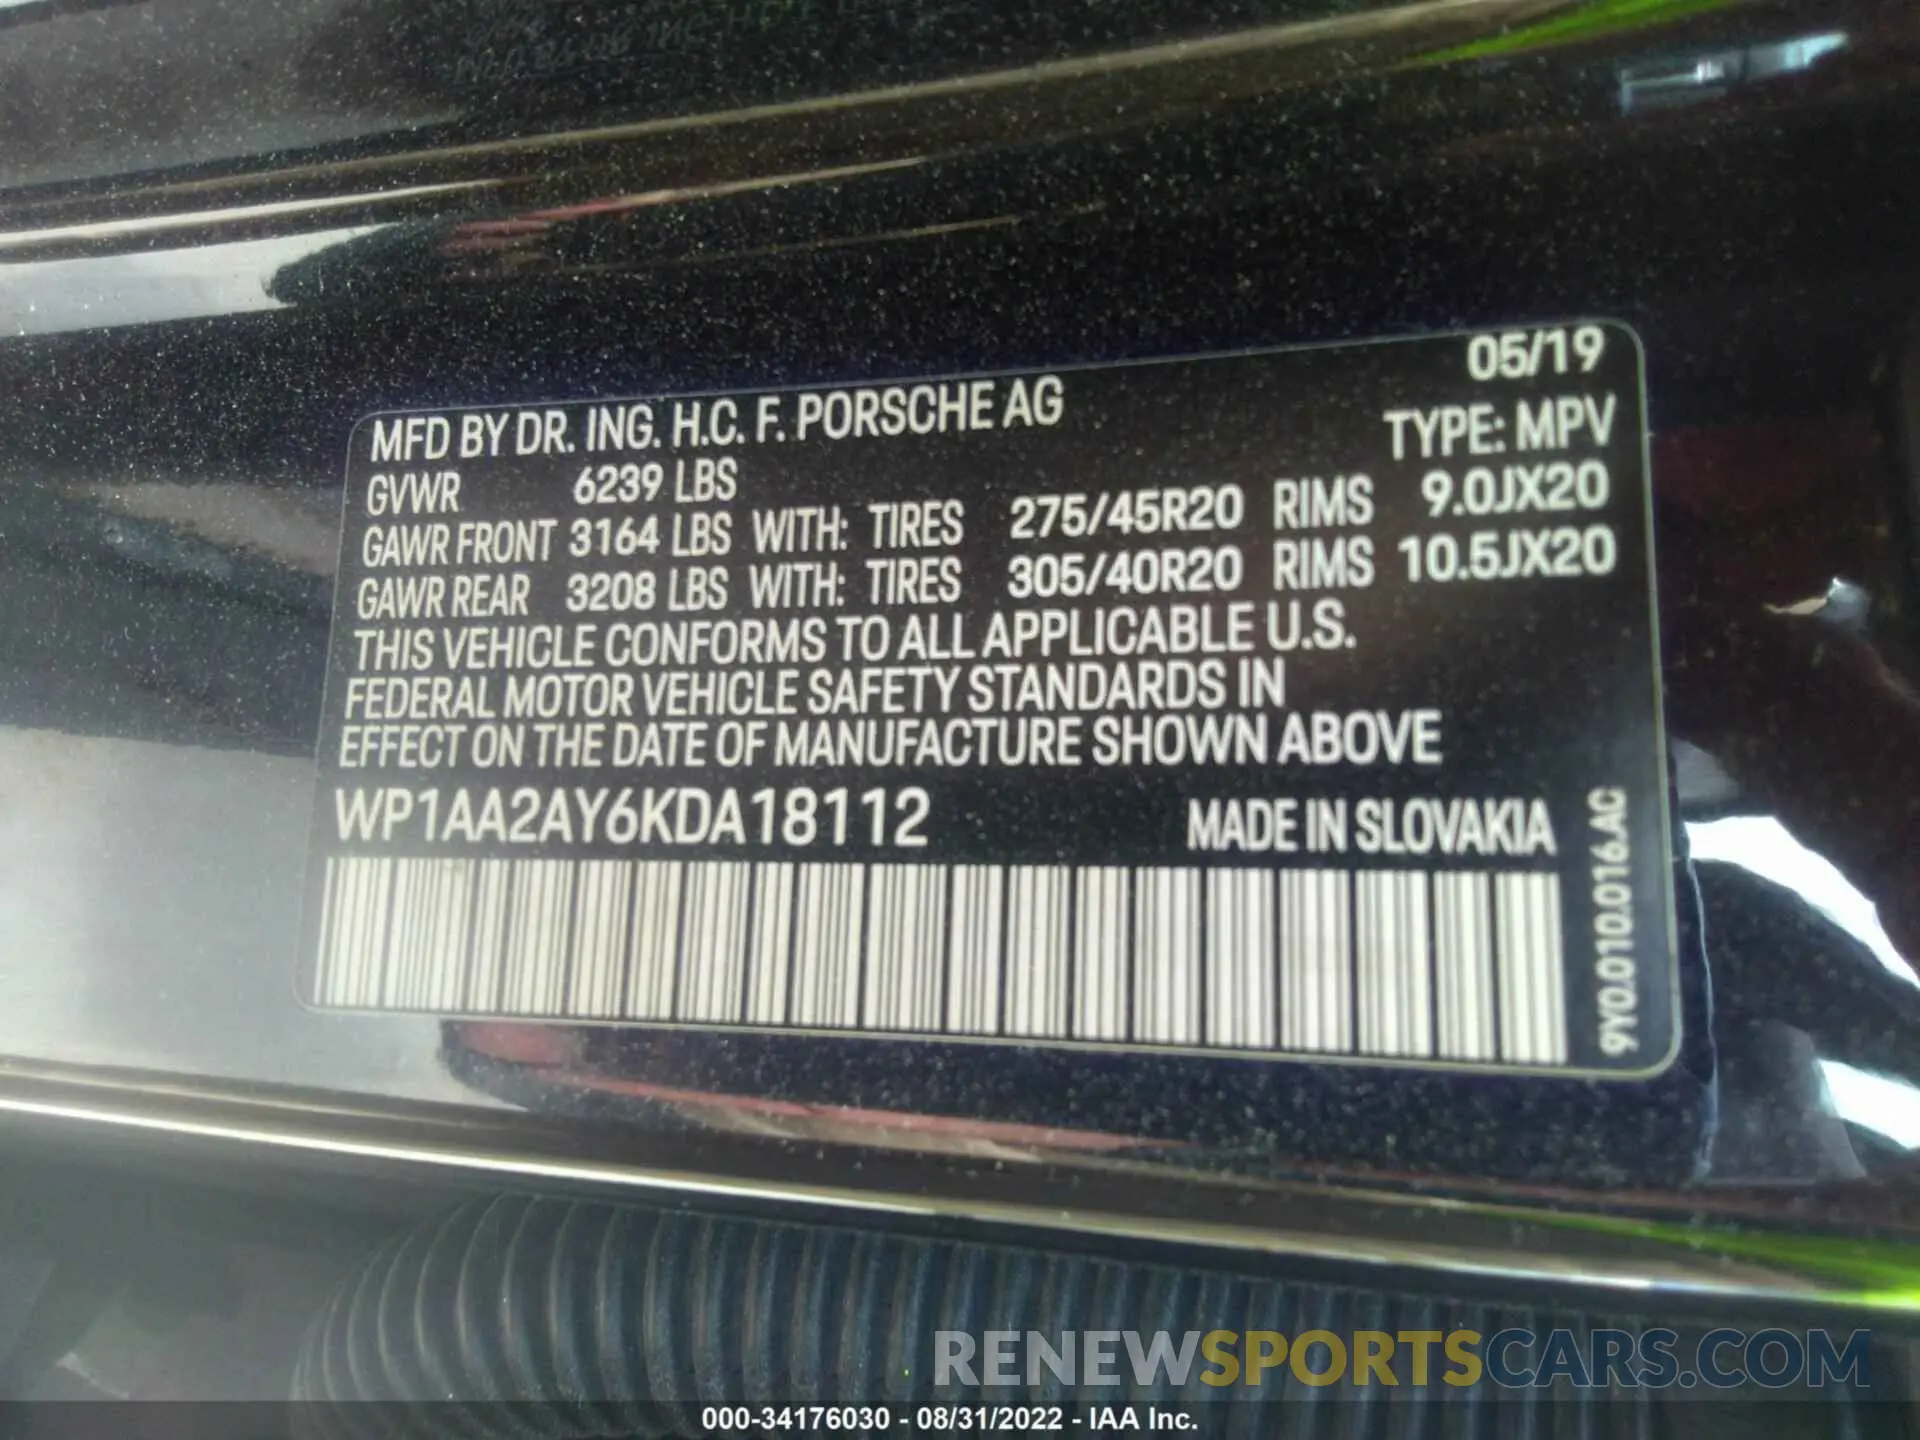 05/19
MFD BY DR. ING. H.C. F. PORSCHE AG TYPE: MPV
GVWR 6239 LBS
GAWR FRONT 3164 LBS WITH: TIRES 275/45R20 RIMS 9.0JX20
GAWR REAR 3208 LBS WITH: TIRES 305/40R20 RIMS 10.5JX20
THIS VEHICLE CONFORMS TO ALL APPLICABLE U.S.
FEDERAL MOTOR VEHICLE SAFETY STANDARDS IN
EFFECT ON THE DATE OF MANUFACTURE SHOWN ABOVE
WP1AA2AY6KDA18112 MADE IN SLOVAKIA
9Y0.010.016.AC
RENEWSPORTSCARS.COM
000-34176030 - 08/31/2022 - IAA Inc.